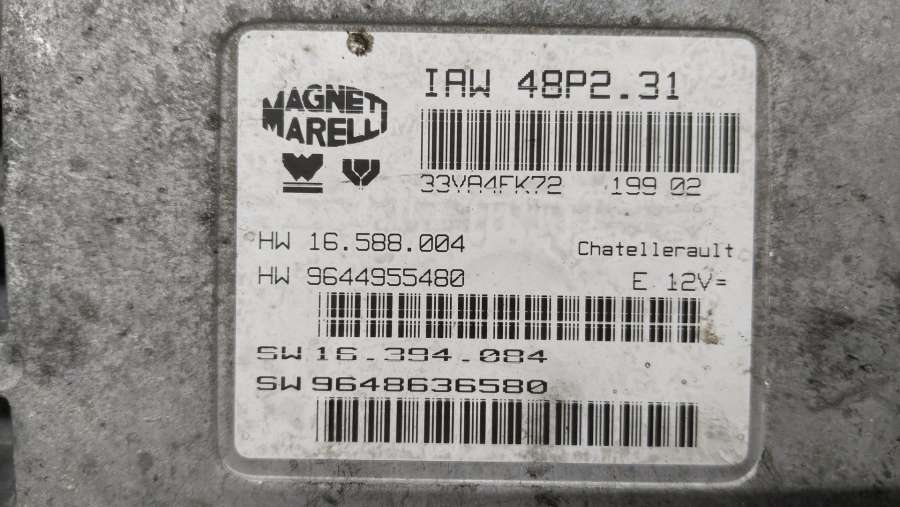 MAGNETI
MARELLI
IAW 48P2.31
199 02
HW 16.588.004
Chatellerault
HW 9644955480
E 12V=
SW 16.394.084
SW 9648636580